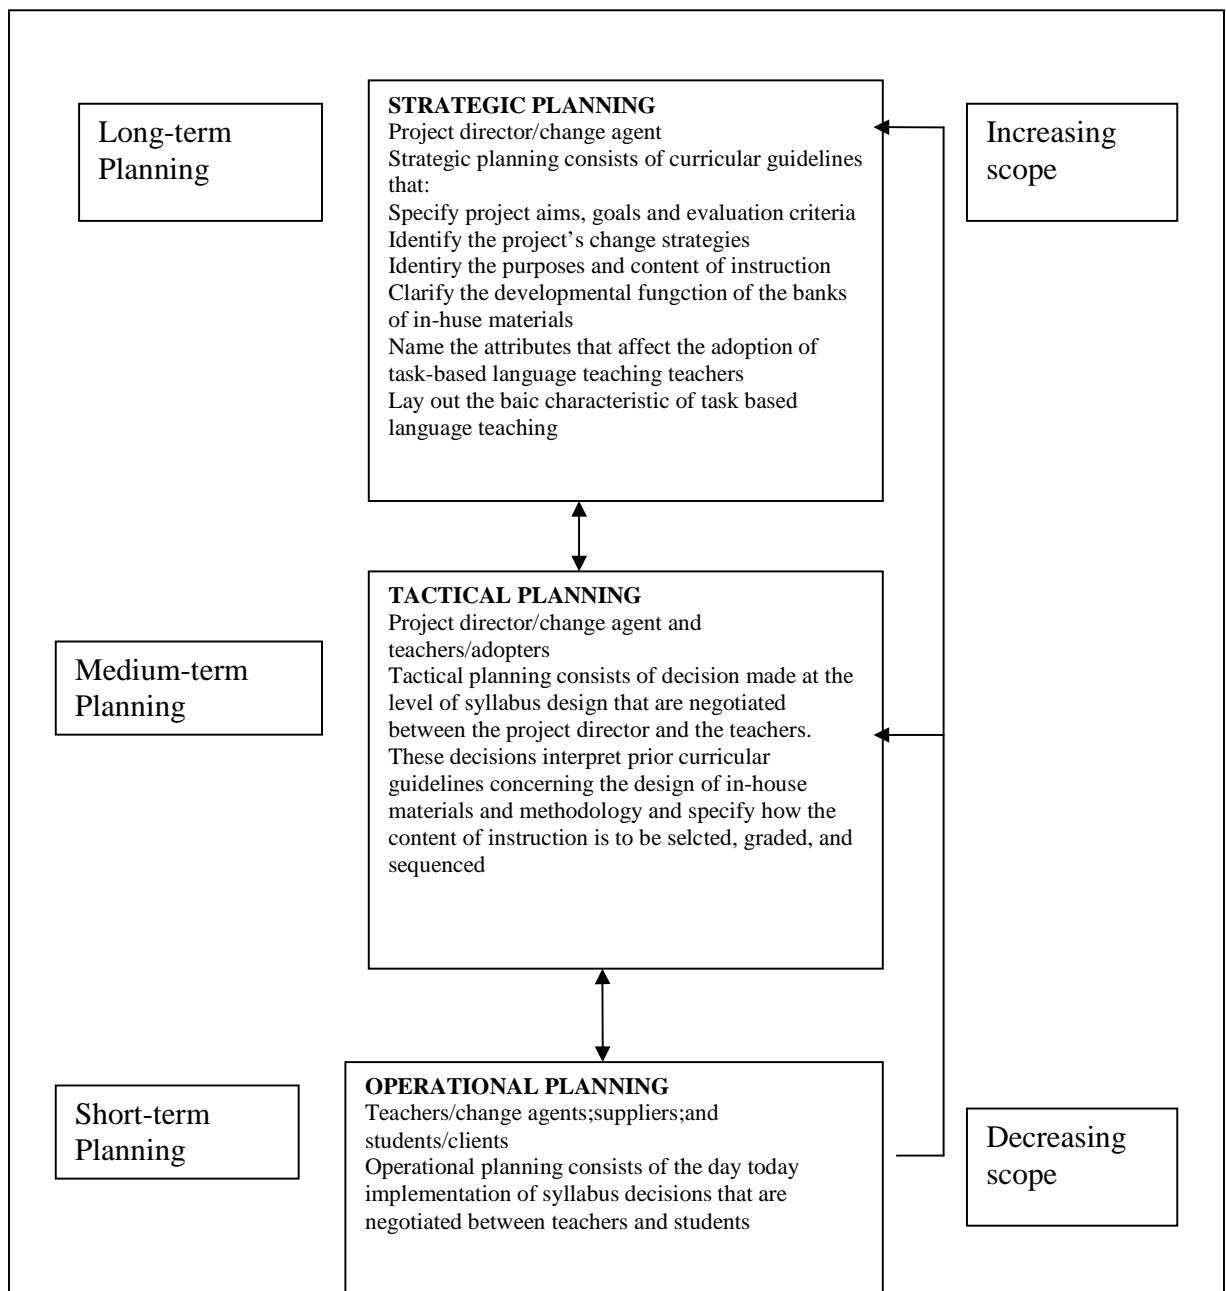 Long-term
Planning
STRATEGIC PLANNING
Project director/change agent
Strategic planning consists of curricular guidelines
that:
Specify project aims, goals and evaluation criteria
Identify the project's change strategies
Identiry the purposes and content of instruction
Clarify the developmental fungction of the banks
of in-huse materials
Name the attributes that affect the adoption of
task-based language teaching teachers
Lay out the baic characteristic of task based
language teaching
Increasing
scope
Medium-term
Planning
TACTICAL PLANNING
Project director/change agent and
teachers/adopters
Tactical planning consists of decision made at the
level of syllabus design that are negotiated
between the project director and the teachers.
These decisions interpret prior curricular
guidelines concerning the design of in-house
materials and methodology and specify how the
content of instruction is to be selcted, graded, and
sequenced
Short-term
Planning
OPERATIONAL PLANNING
Teachers/change agents;suppliers;and
students/clients
Operational planning consists of the day today
implementation of syllabus decisions that are
negotiated between teachers and students
Decreasing
scope